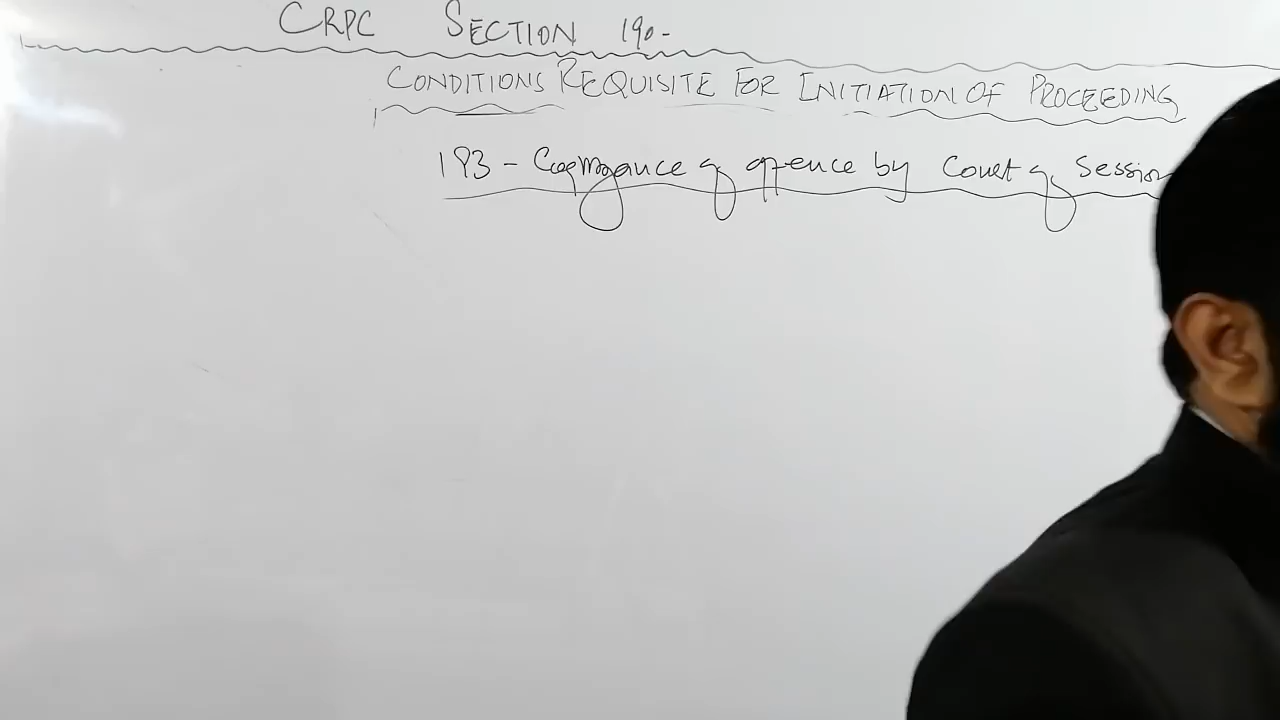 CRPC SECTION 190-
CONDITIONS REQUISITE FOR INITIATION OF PROCEEDING
193 - Cognizance of offence by Court of Session